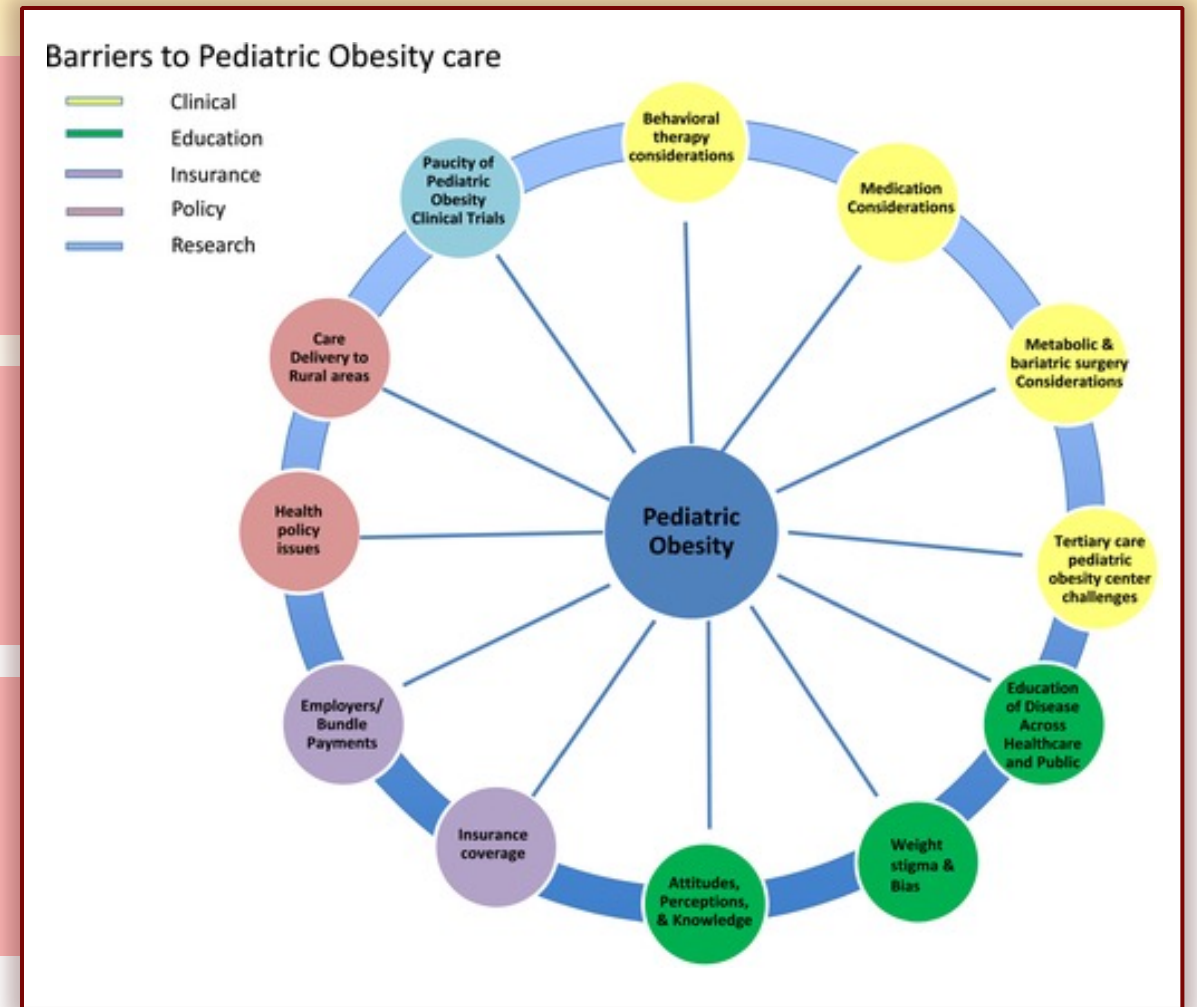 Barriers to Pediatric Obesity care
Clinical
Education
Insurance
Policy
Research
Behavioral
therapy
considerations
Medication
Considerations
Metabolic &
bariatric surgery
Considerations
Tertiary care
pediatric
obesity center
challenges
Education
of Disease
Across
Healthcare
and Public
Weight
stigma &
Bias
Attitudes,
Perceptions,
& Knowledge
Insurance
coverage
Employers/
Bundle
Payments
Health
policy
issues
Care
Delivery to
Rural areas
Paucity of
Pediatric
Obesity
Clinical Trials
Pediatric
Obesity